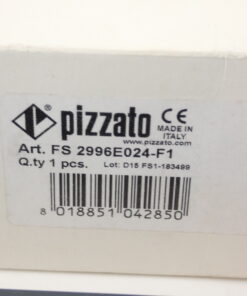 pizzato CE
MADE IN
ITALY
www.pizzato.com
Art. FS 2996E024-F1
Q.ty 1 pcs. Lot: D15 FS1-183499
8 018851 042850